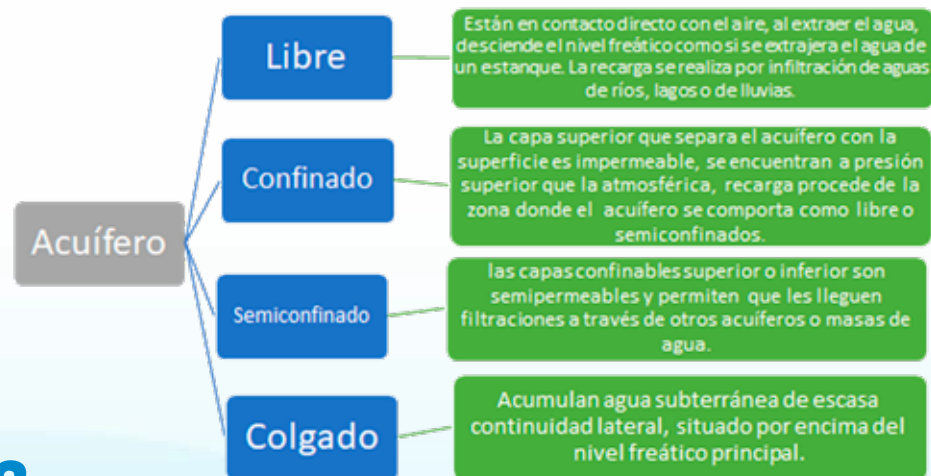 Acuífero
Libre
Están en contacto directo con el aire, al extraer el agua,
desciende el nivel freático como si se extrajera el agua de
un estanque. La recarga se realiza por infiltración de aguas
de ríos, lagos o de lluvias.
Confinado
La capa superior que separa el acuífero con la
superficie es impermeable, se encuentran a presión
superior que la atmosférica, recarga procede de la
zona donde el acuífero se comporta como libre o
semiconfinados.
Semiconfinado
las capas confinables superior o inferior son
semipermeables y permiten que les lleguen
filtraciones a través de otros acuíferos o masas de
agua.
Colgado
Acumulan agua subterránea de escasa
continuidad lateral, situado por encima del
nivel freático principal.